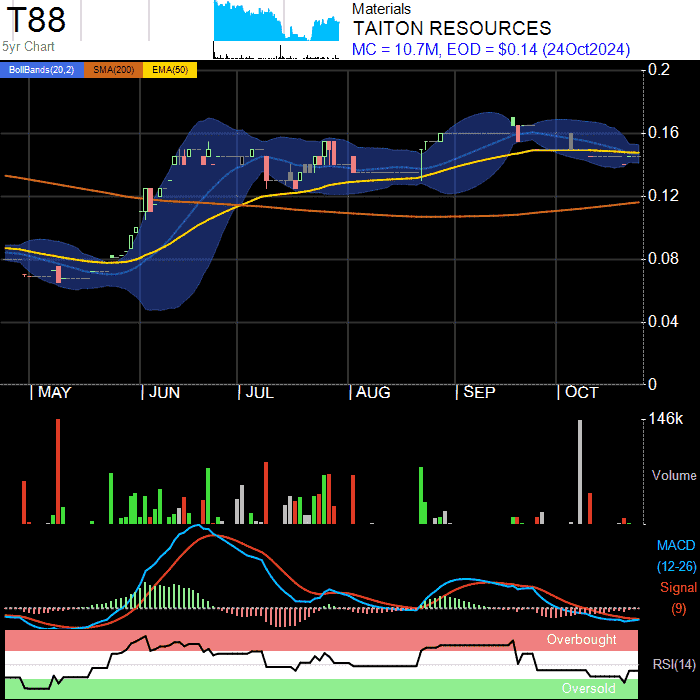 T88
5yr Chart
Materials
TAITON RESOURCES
MC = 10.7M, EOD = $0.14 (24Oct2024)
BollBands(20,2) SMA(200) EMA(50)
0.2
0.16
0.12
0.08
0.04
0
MAY JUN JUL AUG SEP OCT
146k
Volume
MACD
(12-26)
Signal
(9)
Overbought
RSI(14)
Oversold